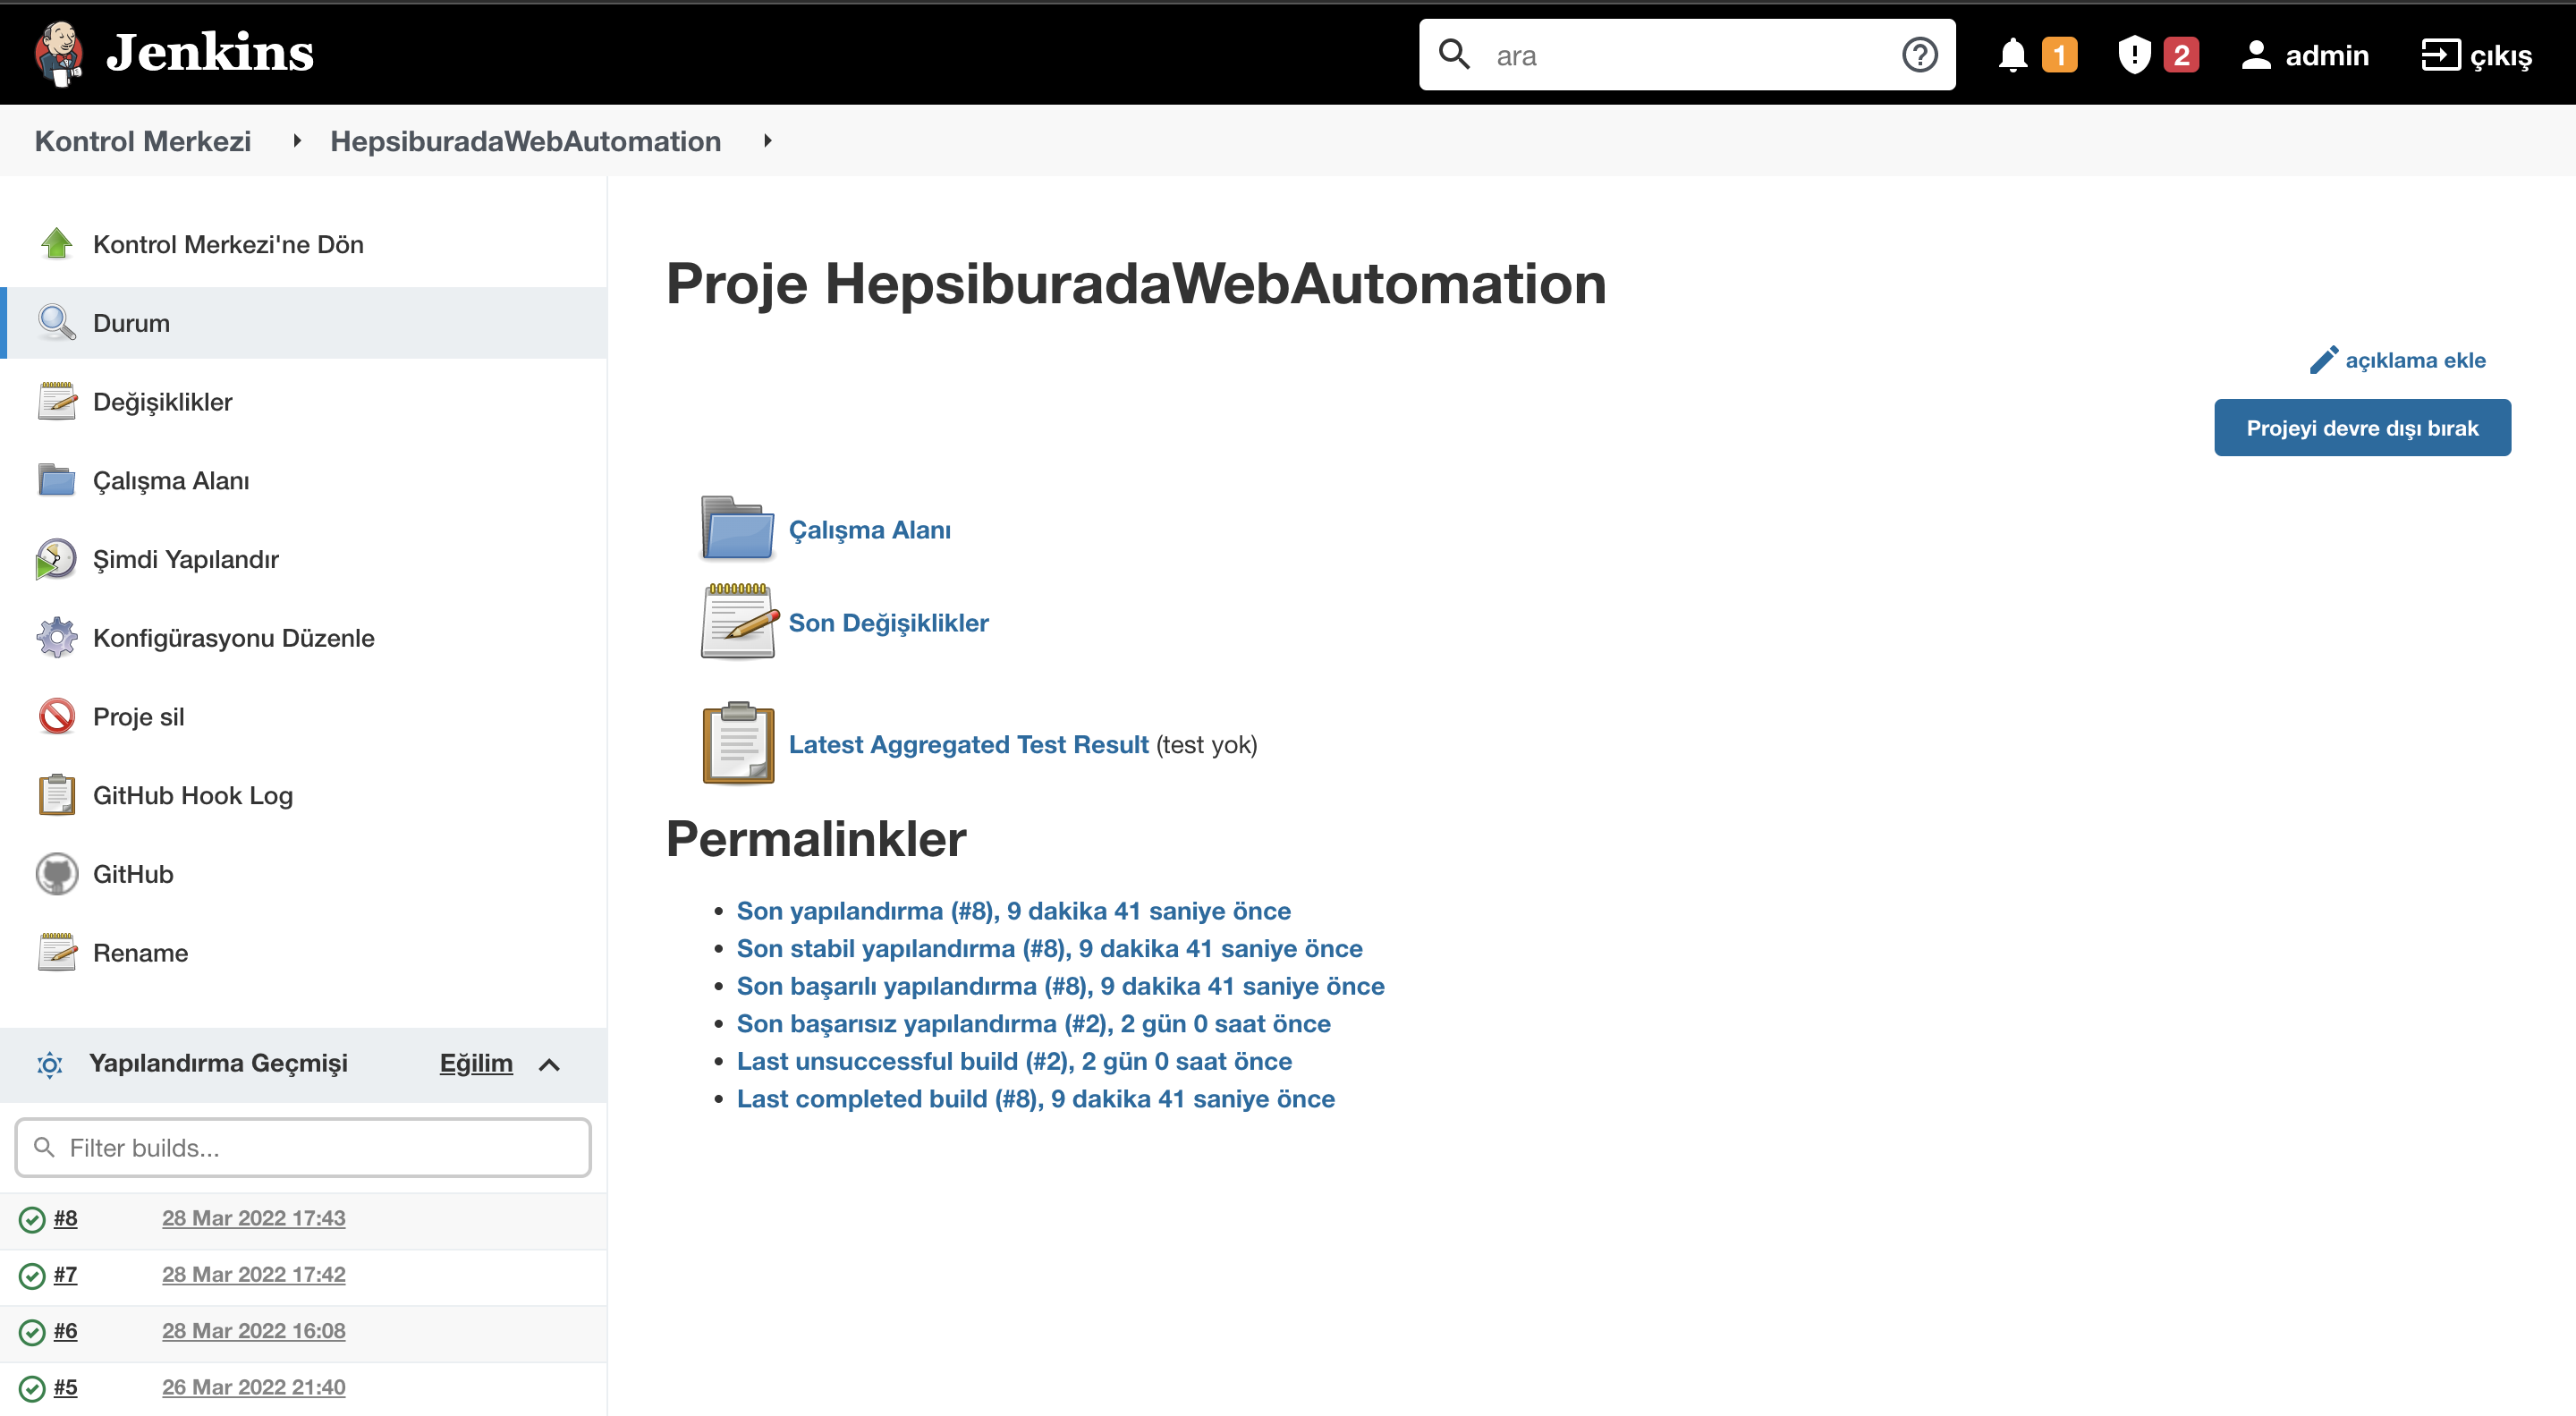 Jenkins
ara
1
2
admin
çıkış
Kontrol Merkezi
HepsiburadaWebAutomation
Kontrol Merkezi'ne Dön
Durum
Değişiklikler
Çalışma Alanı
Şimdi Yapılandır
Konfigürasyonu Düzenle
Proje sil
GitHub Hook Log
GitHub
Rename
Yapılandırma Geçmişi
Eğilim
Filter builds...
#8 28 Mar 2022 17:43
#7 28 Mar 2022 17:42
#6 28 Mar 2022 16:08
#5 26 Mar 2022 21:40
Proje HepsiburadaWebAutomation
açıklama ekle
Projeyi devre dışı bırak
Çalışma Alanı
Son Değişiklikler
Latest Aggregated Test Result (test yok)
Permalinkler
Son yapılandırma (#8), 9 dakika 41 saniye önce
Son stabil yapılandırma (#8), 9 dakika 41 saniye önce
Son başarılı yapılandırma (#8), 9 dakika 41 saniye önce
Son başarısız yapılandırma (#2), 2 gün 0 saat önce
Last unsuccessful build (#2), 2 gün 0 saat önce
Last completed build (#8), 9 dakika 41 saniye önce